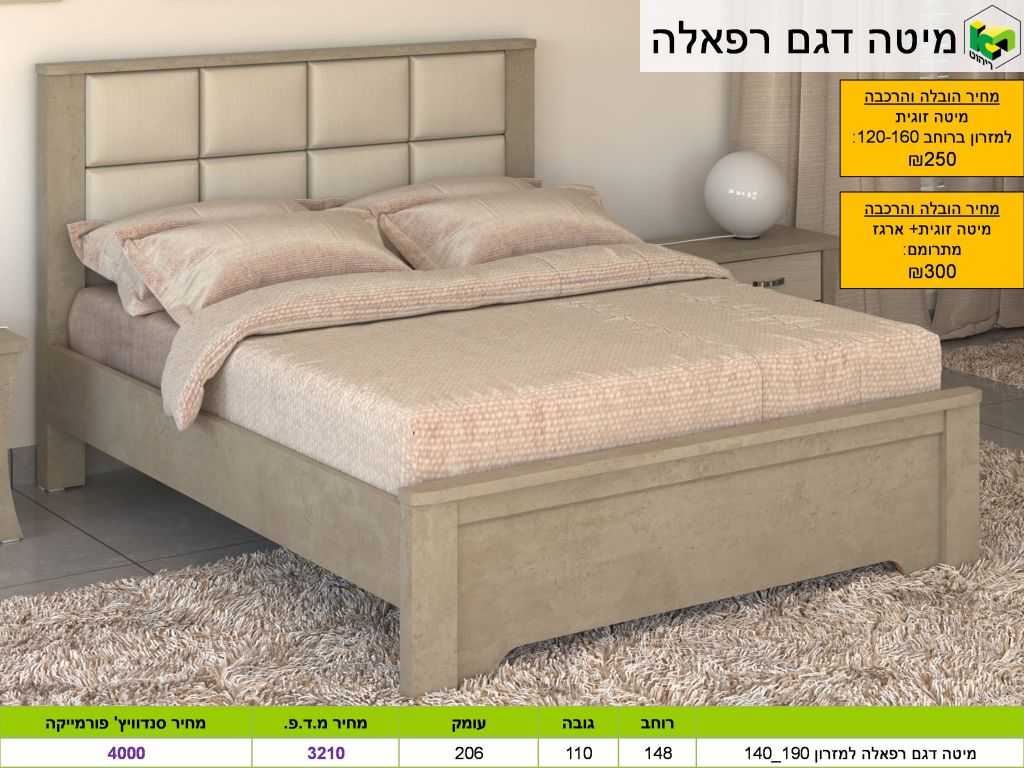 מיטה דגם רפאלה
ריהוט
מחיר הובלה והרכבה
מיטה זוגית
למזרון ברוחב 120-160:
250₪
מחיר הובלה והרכבה
מיטה זוגית+ ארגז
מתרומם:
300₪
רוחב גובה עומק מחיר מ.ד.פ. מחיר סנדוויץ' פורמייקה
מיטה דגם רפאלה למזרון 190_140 148 110 206 3210 4000